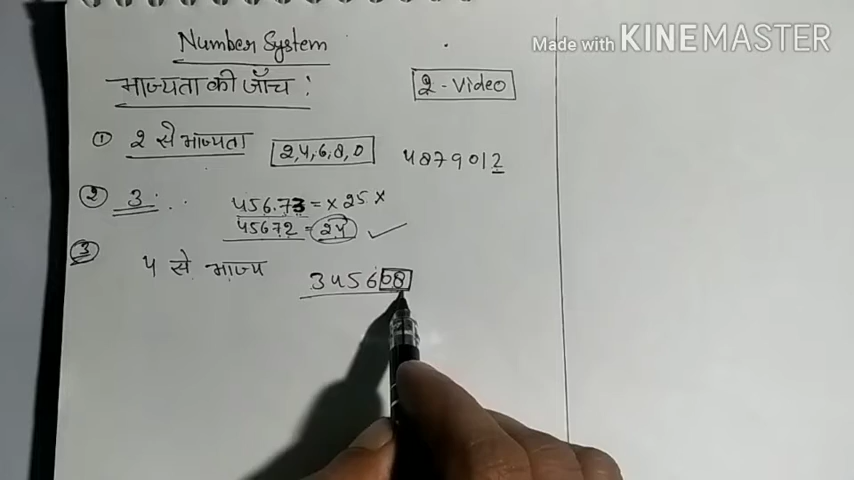 Made with KINEMASTER
Number System
भाज्यता की जाँच :
2 - Video
① 2 से भाज्यता 2,4,6,8,0 4879012
② 3 : . . 45673 = × 25 ×
45672 = 24 ✓
③ 4 से भाज्य 345608